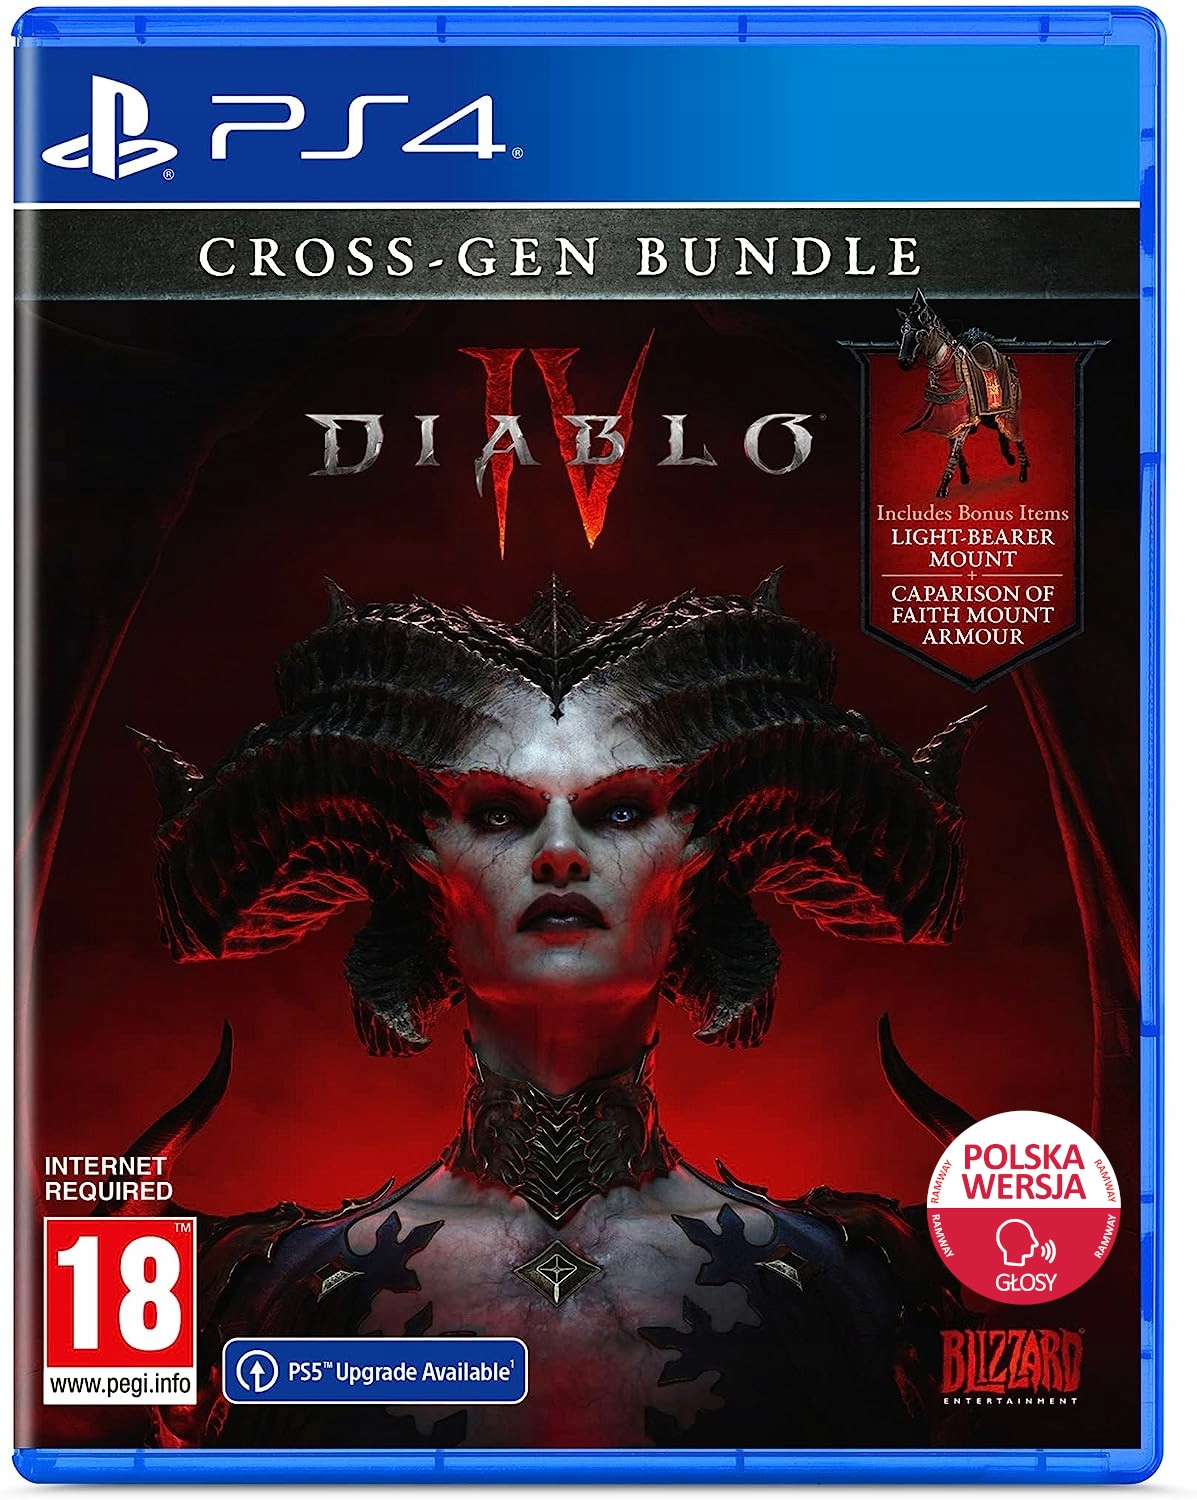 PS4®
CROSS-GEN BUNDLE
DIABLO®
IV
Includes Bonus Items
LIGHT-BEARER
MOUNT
+
CAPARISON OF
FAITH MOUNT
ARMOUR
INTERNET
REQUIRED
18™
www.pegi.info
PS5™ Upgrade Available¹
POLSKA
WERSJA
GŁOSY
RAMWAY
RAMWAY
RAMWAY
RAMWAY
BLIZZARD®
ENTERTAINMENT